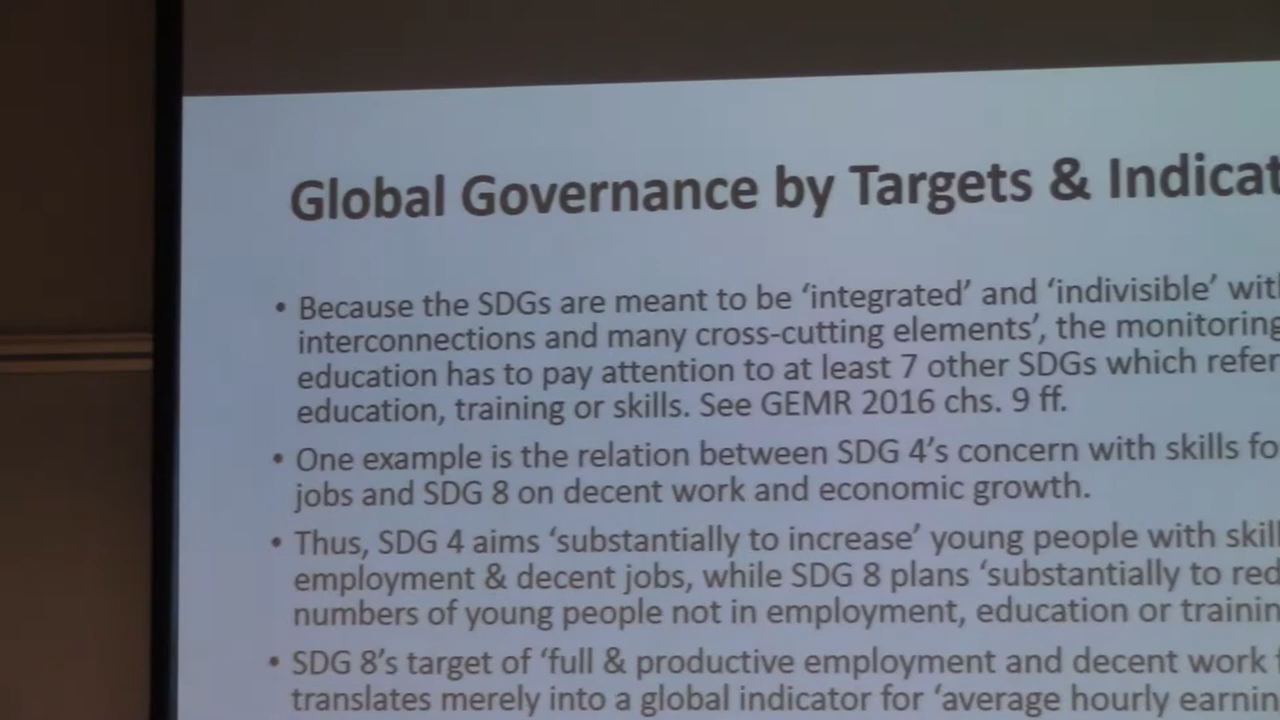 Global Governance by Targets & Indicat
• Because the SDGs are meant to be ‘integrated’ and ‘indivisible’ with
interconnections and many cross-cutting elements’, the monitoring
education has to pay attention to at least 7 other SDGs which refer
education, training or skills. See GEMR 2016 chs. 9 ff.
• One example is the relation between SDG 4’s concern with skills fo
jobs and SDG 8 on decent work and economic growth.
• Thus, SDG 4 aims ‘substantially to increase’ young people with skill
employment & decent jobs, while SDG 8 plans ‘substantially to red
numbers of young people not in employment, education or trainin
• SDG 8’s target of ‘full & productive employment and decent work
translates merely into a global indicator for ‘average hourly earnin